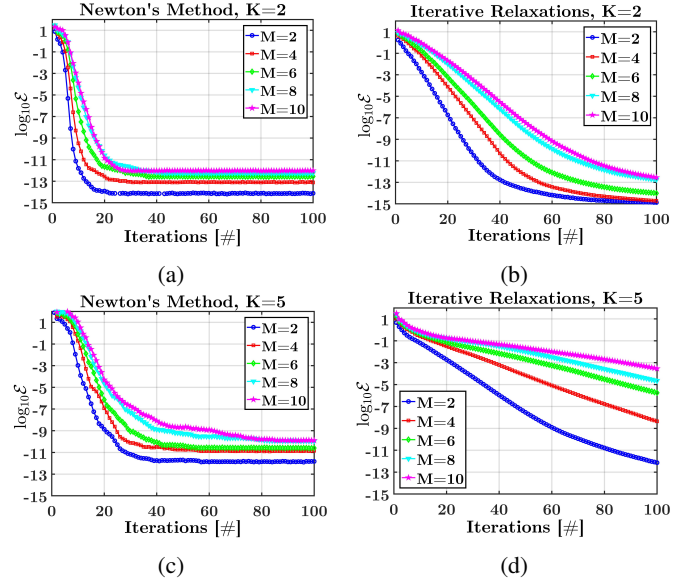 Newton's Method, K=2
log10ℰ
1
-1
-3
-5
-7
-9
-11
-13
-15
0 20 40 60 80 100
Iterations [#]
M=2
M=4
M=6
M=8
M=10
(a)
Iterative Relaxations, K=2
log10ℰ
1
-1
-3
-5
-7
-9
-11
-13
-15
0 20 40 60 80 100
Iterations [#]
M=2
M=4
M=6
M=8
M=10
(b)
Newton's Method, K=5
log10ℰ
1
-1
-3
-5
-7
-9
-11
-13
-15
0 20 40 60 80 100
Iterations [#]
M=2
M=4
M=6
M=8
M=10
(c)
Iterative Relaxations, K=5
log10ℰ
1
-1
-3
-5
-7
-9
-11
-13
-15
0 20 40 60 80 100
Iterations [#]
M=2
M=4
M=6
M=8
M=10
(d)